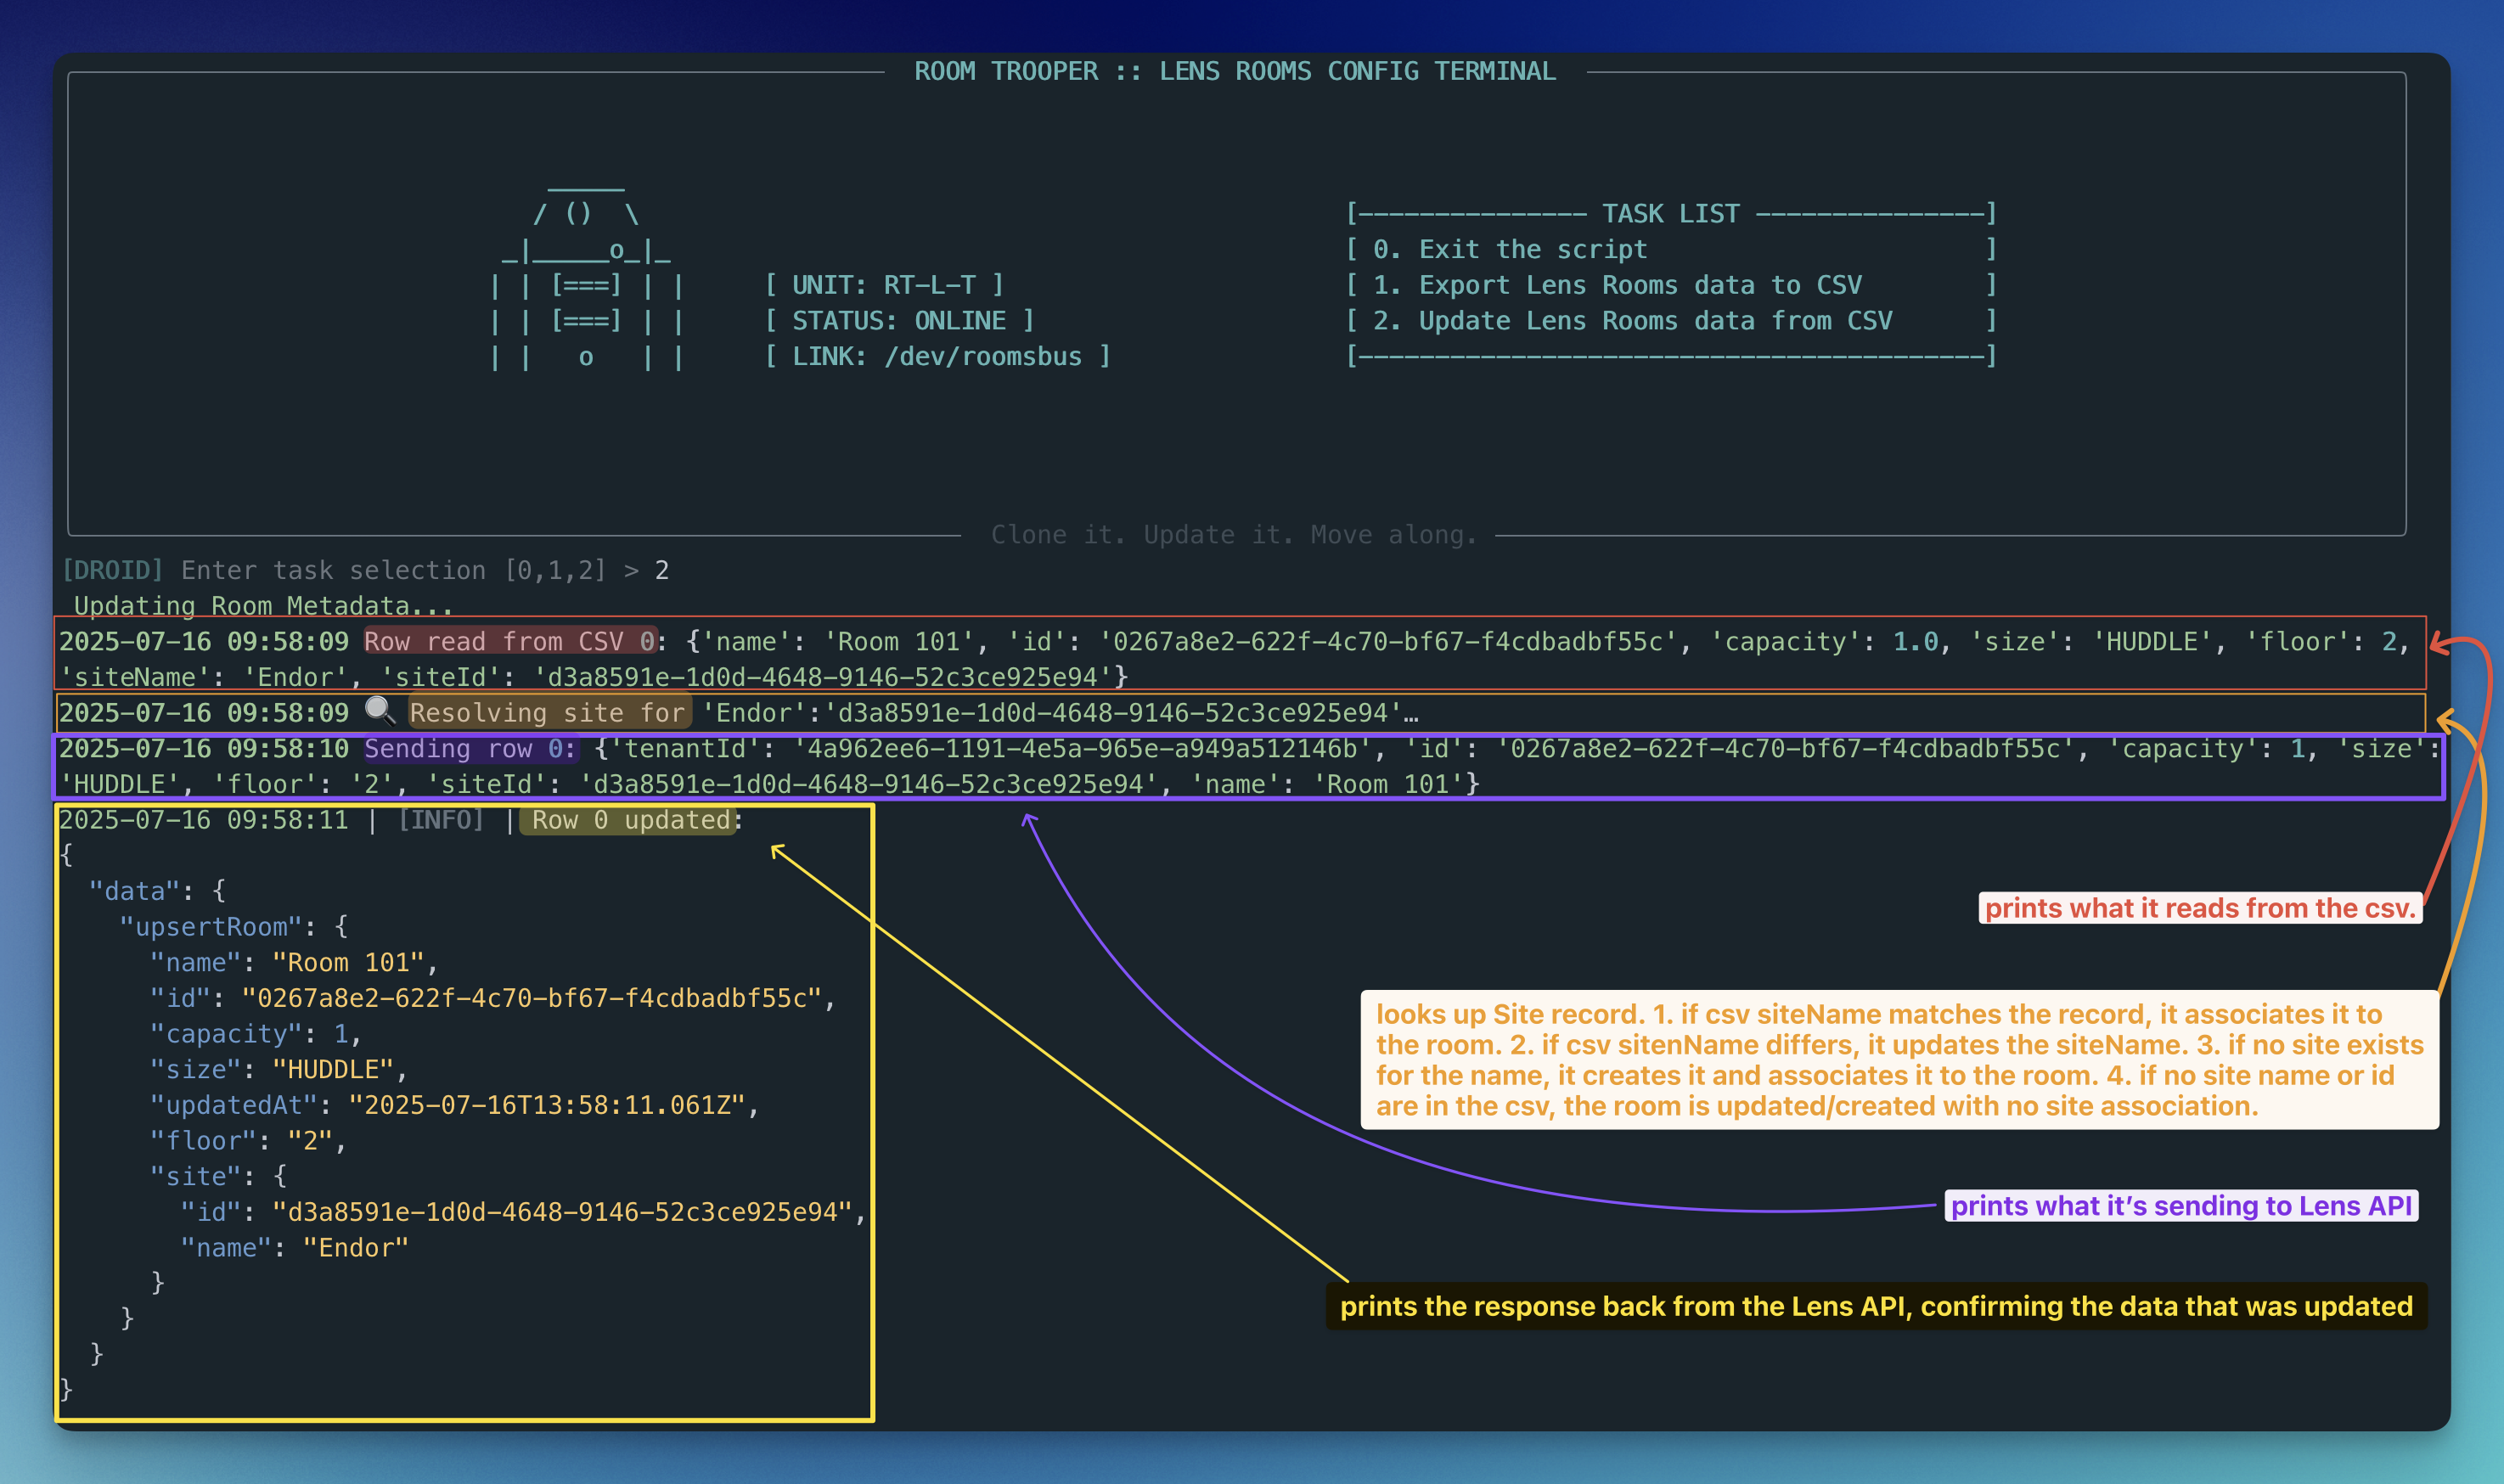 ROOM TROOPER :: LENS ROOMS CONFIG TERMINAL
_____
/ ()  \
_|_____o_|_
| | [===] | |
| | [===] | |
| |   o   | |
[ UNIT: RT-L-T ]
[ STATUS: ONLINE ]
[ LINK: /dev/roomsbus ]
[--------------- TASK LIST ---------------]
[ 0. Exit the script ]
[ 1. Export Lens Rooms data to CSV ]
[ 2. Update Lens Rooms data from CSV ]
[-----------------------------------------]
Clone it. Update it. Move along.
[DROID] Enter task selection [0,1,2] > 2
Updating Room Metadata...
2025-07-16 09:58:09 Row read from CSV 0: {'name': 'Room 101', 'id': '0267a8e2-622f-4c70-bf67-f4cdbadbf55c', 'capacity': 1.0, 'size': 'HUDDLE', 'floor': 2,
'siteName': 'Endor', 'siteId': 'd3a8591e-1d0d-4648-9146-52c3ce925e94'}
2025-07-16 09:58:09 🔍 Resolving site for 'Endor':'d3a8591e-1d0d-4648-9146-52c3ce925e94'…
2025-07-16 09:58:10 Sending row 0: {'tenantId': '4a962ee6-1191-4e5a-965e-a949a512146b', 'id': '0267a8e2-622f-4c70-bf67-f4cdbadbf55c', 'capacity': 1, 'size':
'HUDDLE', 'floor': '2', 'siteId': 'd3a8591e-1d0d-4648-9146-52c3ce925e94', 'name': 'Room 101'}
2025-07-16 09:58:11 | [INFO] | Row 0 updated:
{
  "data": {
    "upsertRoom": {
      "name": "Room 101",
      "id": "0267a8e2-622f-4c70-bf67-f4cdbadbf55c",
      "capacity": 1,
      "size": "HUDDLE",
      "updatedAt": "2025-07-16T13:58:11.061Z",
      "floor": "2",
      "site": {
        "id": "d3a8591e-1d0d-4648-9146-52c3ce925e94",
        "name": "Endor"
      }
    }
  }
}
prints what it reads from the csv.
looks up Site record. 1. if csv siteName matches the record, it associates it to
the room. 2. if csv sitenName differs, it updates the siteName. 3. if no site exists
for the name, it creates it and associates it to the room. 4. if no site name or id
are in the csv, the room is updated/created with no site association.
prints what it’s sending to Lens API
prints the response back from the Lens API, confirming the data that was updated